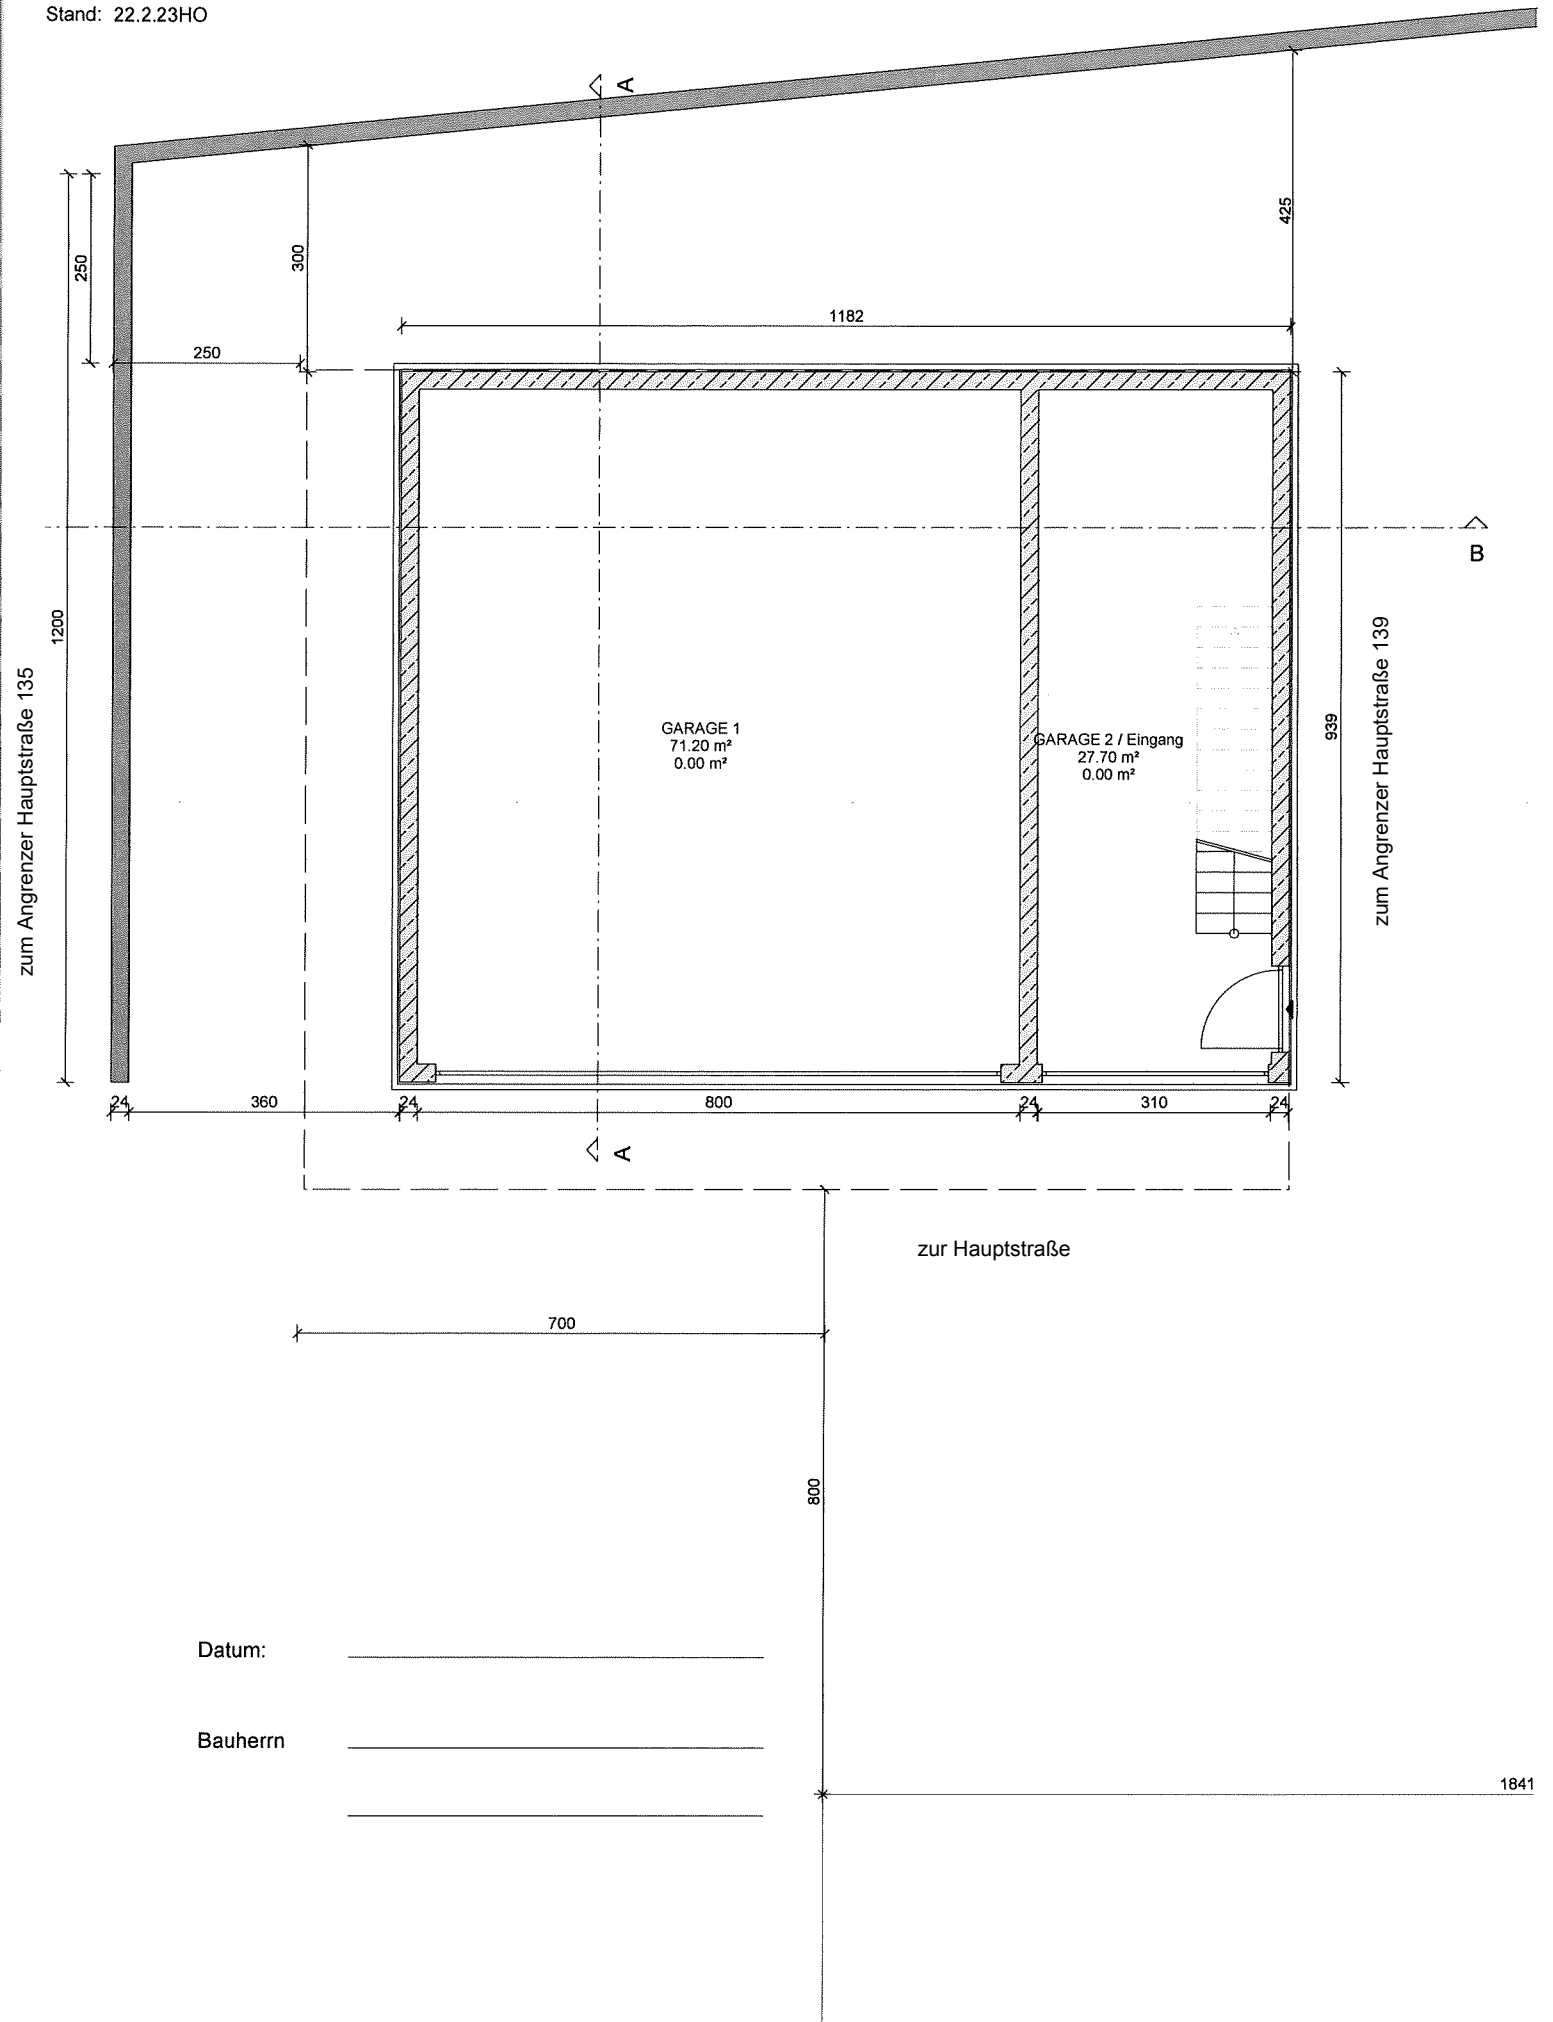 Stand: 22.2.23HO
A
425
250
300
1182
250
B
1200
zum Angrenzer Hauptstraße 135
zum Angrenzer Hauptstraße 139
939
GARAGE 1
71.20 m²
0.00 m²
GARAGE 2 / Eingang
27.70 m²
0.00 m²
24
360
24
800
24
310
24
A
zur Hauptstraße
700
800
Datum:
Bauherrn
1841